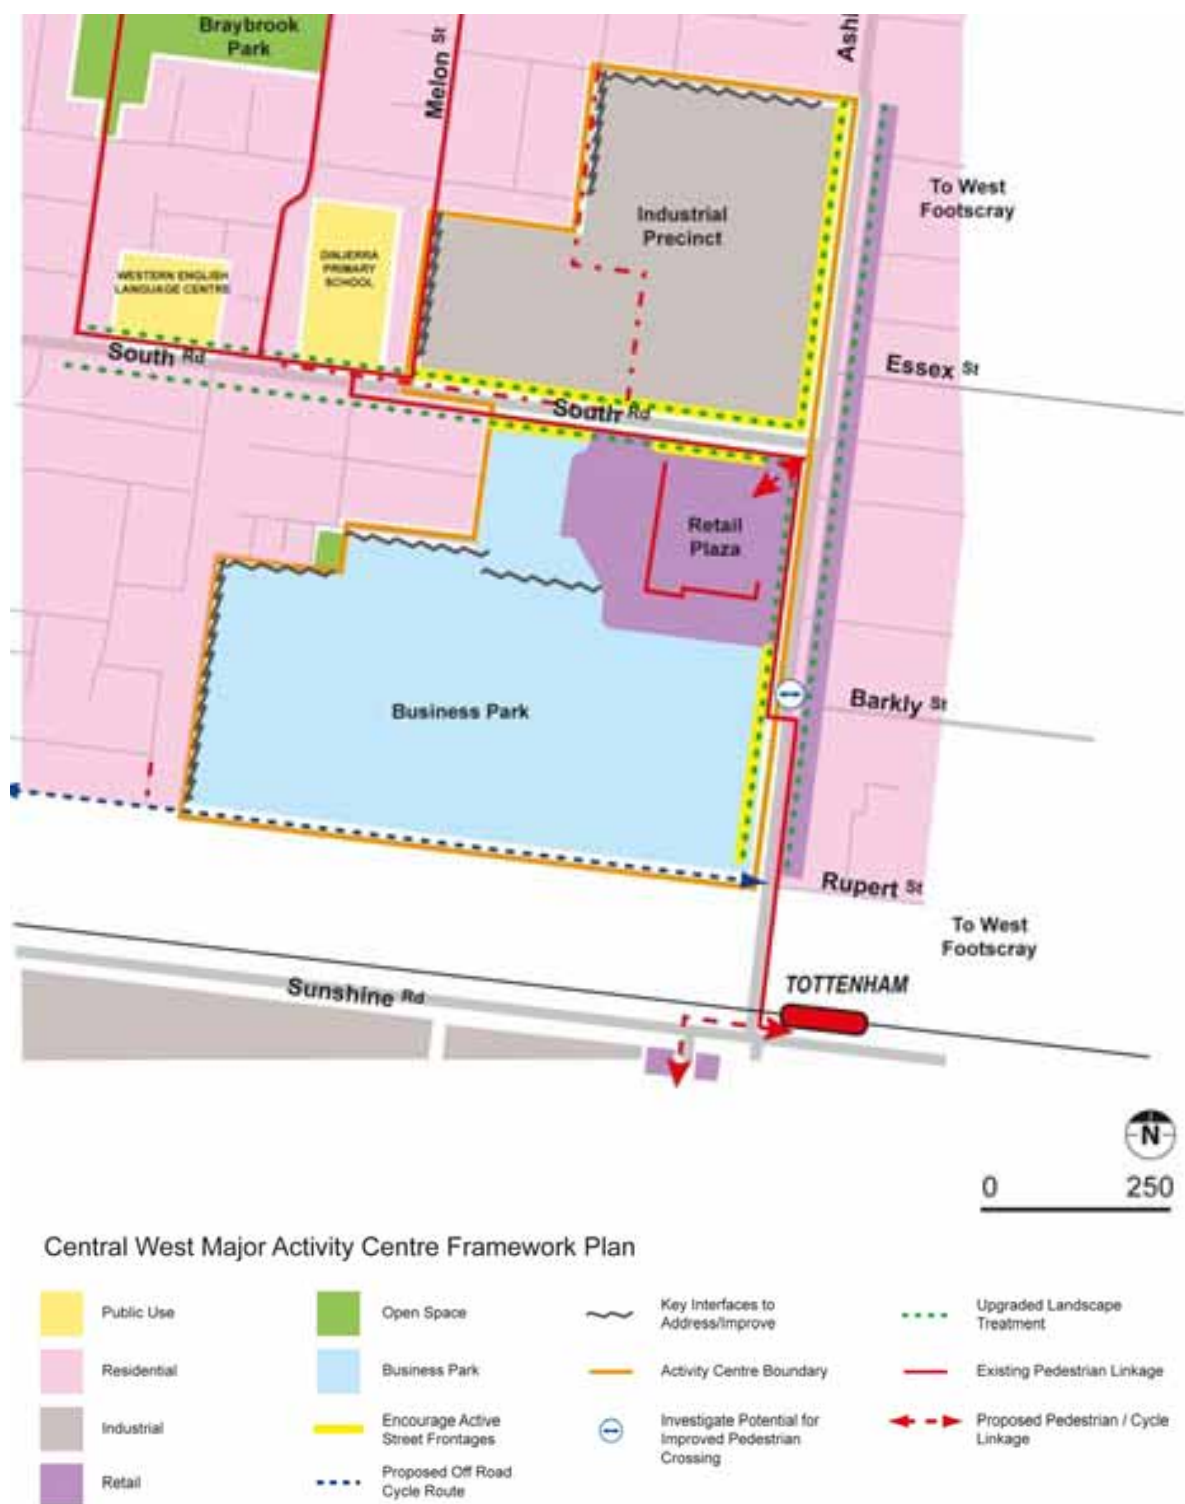 Braybrook
Park
Melon St
Ash
To West
Footscray
Industrial
Precinct
DINJERRA
PRIMARY
SCHOOL
WESTERN ENGLISH
LANGUAGE CENTRE
South Rd
Essex St
South Rd
Retail
Plaza
Business Park
Barkly St
Rupert St
To West
Footscray
TOTTENHAM
Sunshine Rd
N
0 250
Central West Major Activity Centre Framework Plan
Public Use
Residential
Industrial
Retail
Open Space
Business Park
Encourage Active
Street Frontages
Proposed Off Road
Cycle Route
Key Interfaces to
Address/Improve
Activity Centre Boundary
Investigate Potential for
Improved Pedestrian
Crossing
Upgraded Landscape
Treatment
Existing Pedestrian Linkage
Proposed Pedestrian / Cycle
Linkage